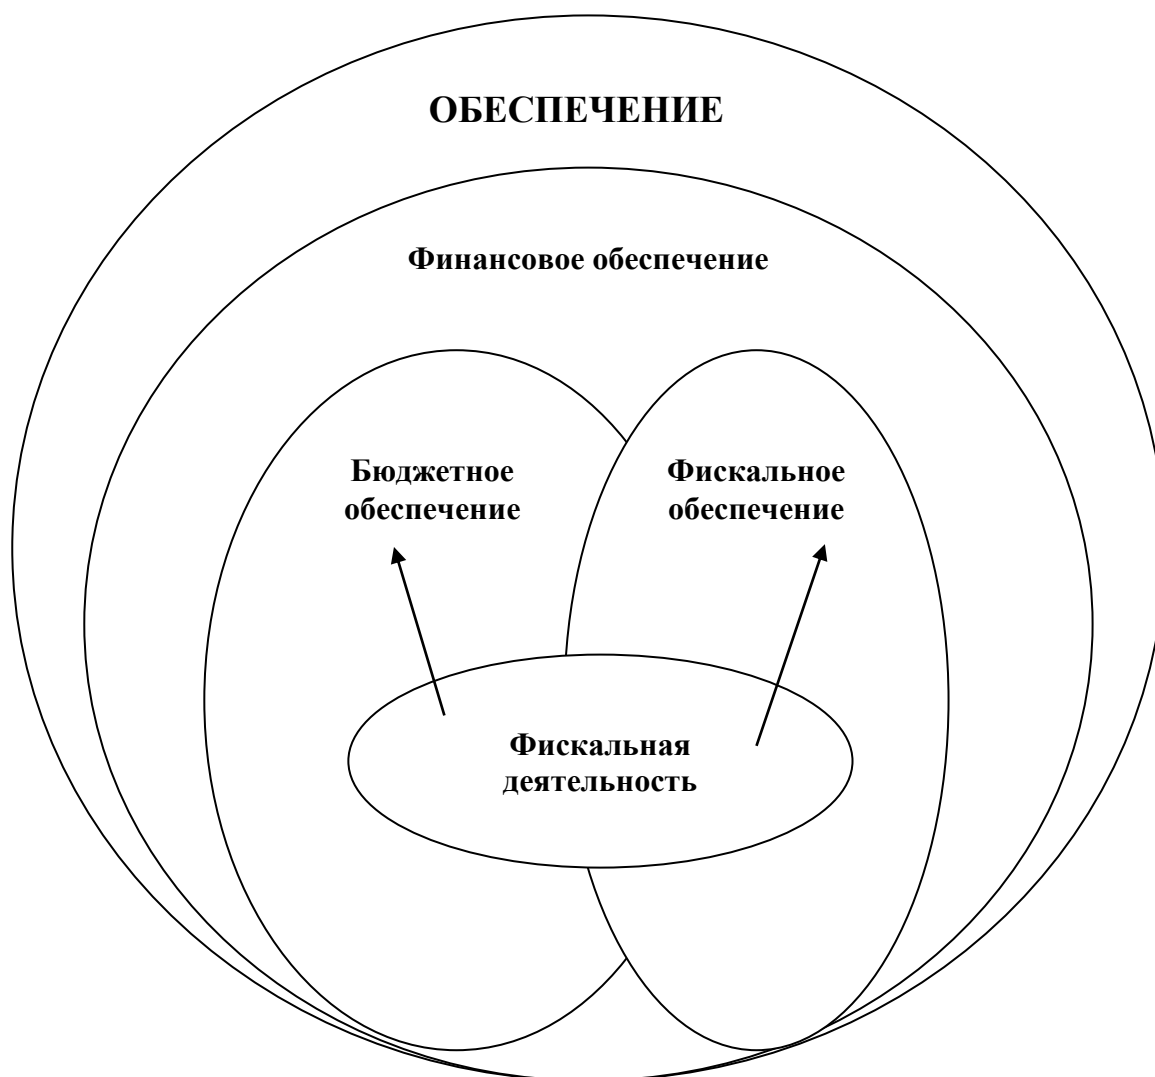 ОБЕСПЕЧЕНИЕ
Финансовое обеспечение
Бюджетное
обеспечение
Фискальное
обеспечение
Фискальная
деятельность